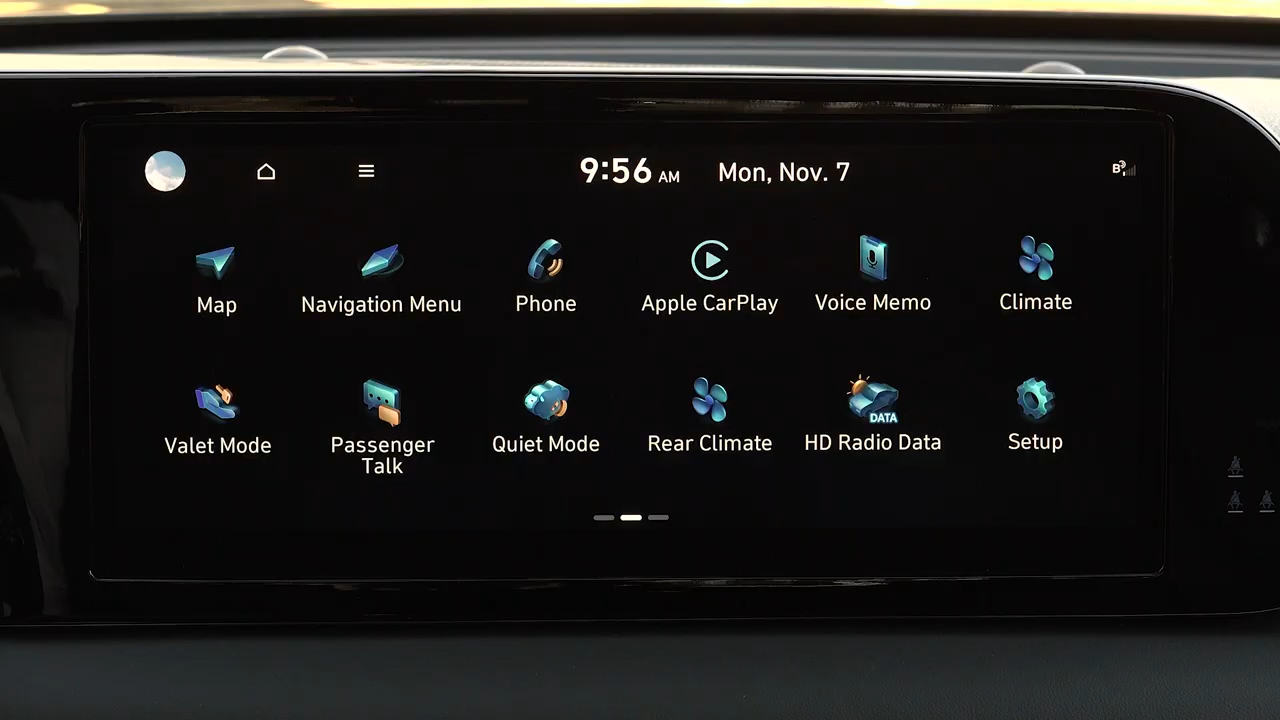 9:56 AM Mon, Nov. 7
Map
Navigation Menu
Phone
Apple CarPlay
Voice Memo
Climate
Valet Mode
Passenger
Talk
Quiet Mode
Rear Climate
DATA
HD Radio Data
Setup